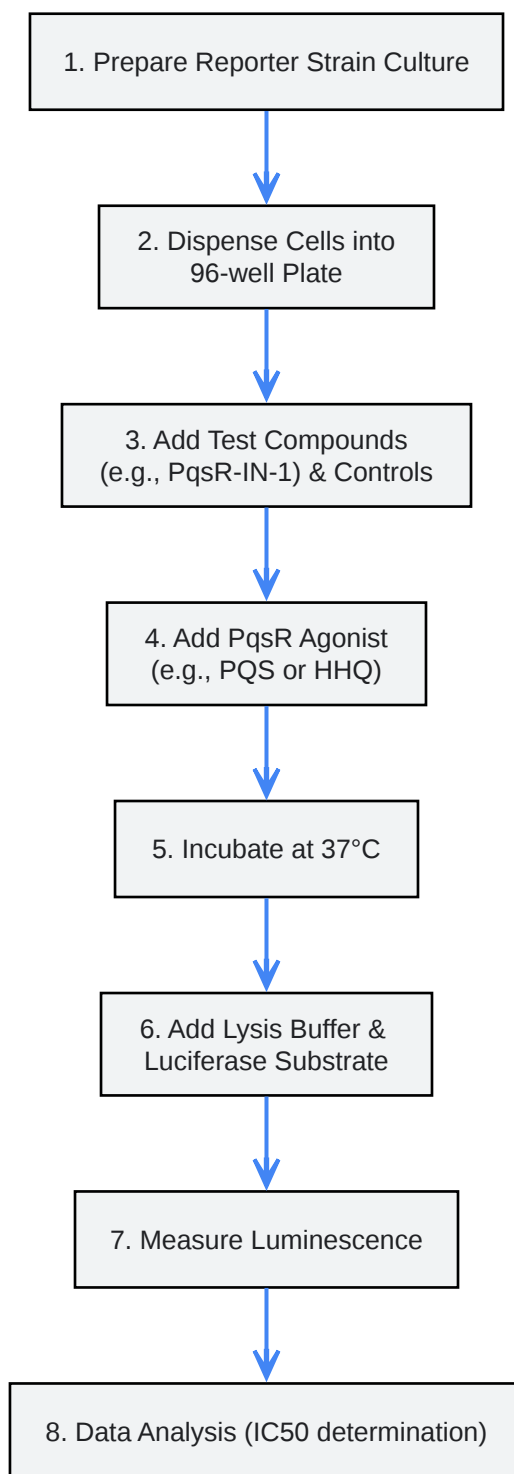 1. Prepare Reporter Strain Culture
2. Dispense Cells into
96-well Plate
3. Add Test Compounds
(e.g., PqsR-IN-1) & Controls
4. Add PqsR Agonist
(e.g., PQS or HHQ)
5. Incubate at 37°C
6. Add Lysis Buffer &
Luciferase Substrate
7. Measure Luminescence
8. Data Analysis (IC50 determination)